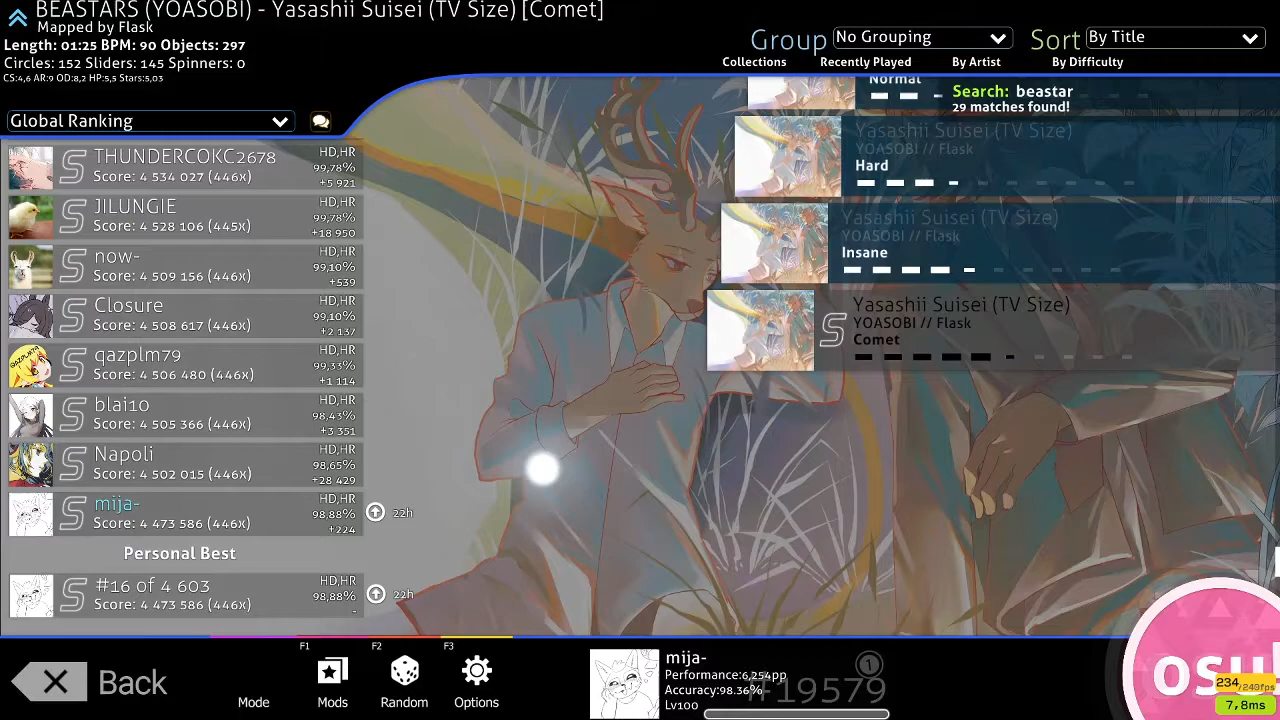 BEASTARS (YOASOBI) - Yasashii Suisei (TV Size) [Comet]
Mapped by Flask
Length: 01:25 BPM: 90 Objects: 297
Circles: 152 Sliders: 145 Spinners: 0
CS:4,6 AR:9 OD:8,2 HP:5,5 Stars:5,03
Group No Grouping Sort By Title
Collections Recently Played By Artist By Difficulty
Search: beastar
29 matches found!
Global Ranking
THUNDERCOKC2678 HD,HR
Score: 4 534 027 (446x) 99,78%
+5 921
JILUNGIE HD,HR
Score: 4 528 106 (445x) 99,78%
+18 950
now- HD,HR
Score: 4 509 156 (446x) 99,10%
+539
Closure HD,HR
Score: 4 508 617 (446x) 99,10%
+2 137
qazplm79 HD,HR
Score: 4 506 480 (446x) 99,33%
+1 114
blai10 HD,HR
Score: 4 505 366 (446x) 98,43%
+3 351
Napoli HD,HR
Score: 4 502 015 (446x) 98,65%
+28 429
mija- HD,HR
Score: 4 473 586 (446x) 98,88% 22h
+224
Personal Best
#16 of 4 603 HD,HR
Score: 4 473 586 (446x) 98,88% 22h
-
Normal
Yasashii Suisei (TV Size)
YOASOBI // Flask
Hard
Yasashii Suisei (TV Size)
YOASOBI // Flask
Insane
S
Yasashii Suisei (TV Size)
YOASOBI // Flask
Comet
Back
Mode
F1
Mods
F2
Random
F3
Options
mija-
Performance:6,254pp
Accuracy:98.36%
Lv100
#19579
1
osu
234/240fps
7,8ms